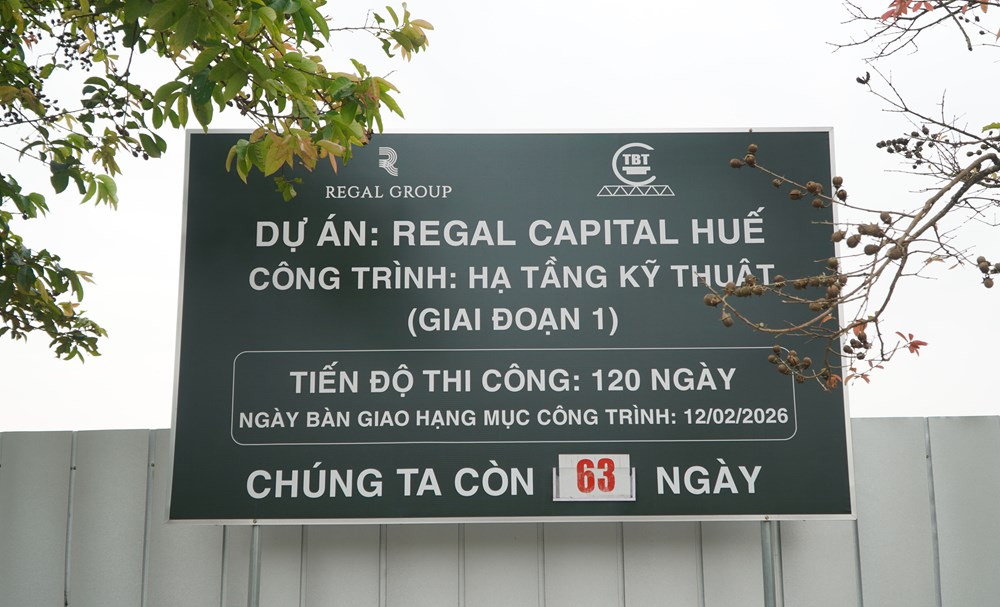 REGAL GROUP
TBT
DỰ ÁN: REGAL CAPITAL HUẾ
CÔNG TRÌNH: HẠ TẦNG KỸ THUẬT
(GIAI ĐOẠN 1)
TIẾN ĐỘ THI CÔNG: 120 NGÀY
NGÀY BÀN GIAO HẠNG MỤC CÔNG TRÌNH: 12/02/2026
CHÚNG TA CÒN 63 NGÀY